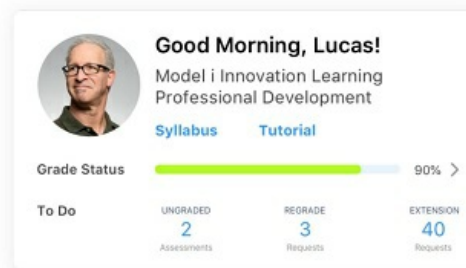 Good Morning, Lucas!
Model i Innovation Learning
Professional Development
Syllabus Tutorial
Grade Status 90%
To Do
UNGRADED REGRADE EXTENSION
2 3 40
Assessments Requests Requests